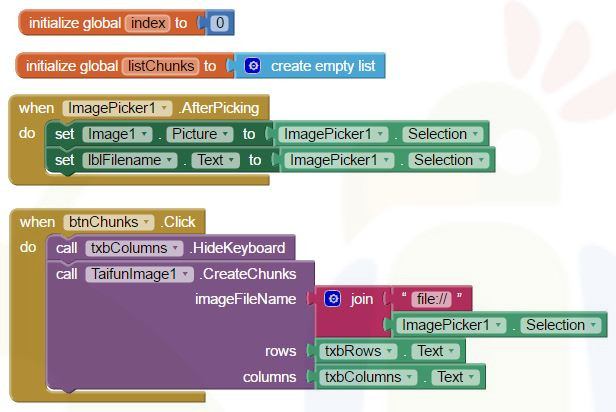 initialize global index to 0
initialize global listChunks to create empty list
when ImagePicker1 .AfterPicking
do set Image1 . Picture to ImagePicker1 . Selection
set lblFilename . Text to ImagePicker1 . Selection
when btnChunks .Click
do call txbColumns .HideKeyboard
call TaifunImage1 .CreateChunks
imageFileName join “ file:// ”
ImagePicker1 . Selection
rows txbRows . Text
columns txbColumns . Text